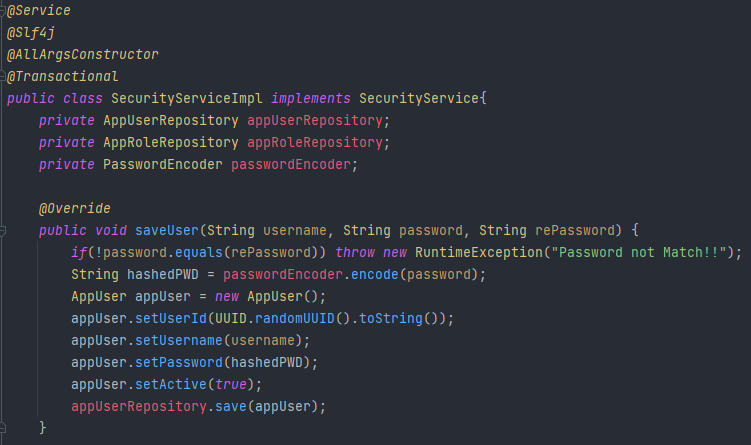 @Service
@Slf4j
@AllArgsConstructor
@Transactional
public class SecurityServiceImpl implements SecurityService{
    private AppUserRepository appUserRepository;
    private AppRoleRepository appRoleRepository;
    private PasswordEncoder passwordEncoder;

    @Override
    public void saveUser(String username, String password, String rePassword) {
        if(!password.equals(rePassword)) throw new RuntimeException("Password not Match!!");
        String hashedPWD = passwordEncoder.encode(password);
        AppUser appUser = new AppUser();
        appUser.setUserId(UUID.randomUUID().toString());
        appUser.setUsername(username);
        appUser.setPassword(hashedPWD);
        appUser.setActive(true);
        appUserRepository.save(appUser);
    }